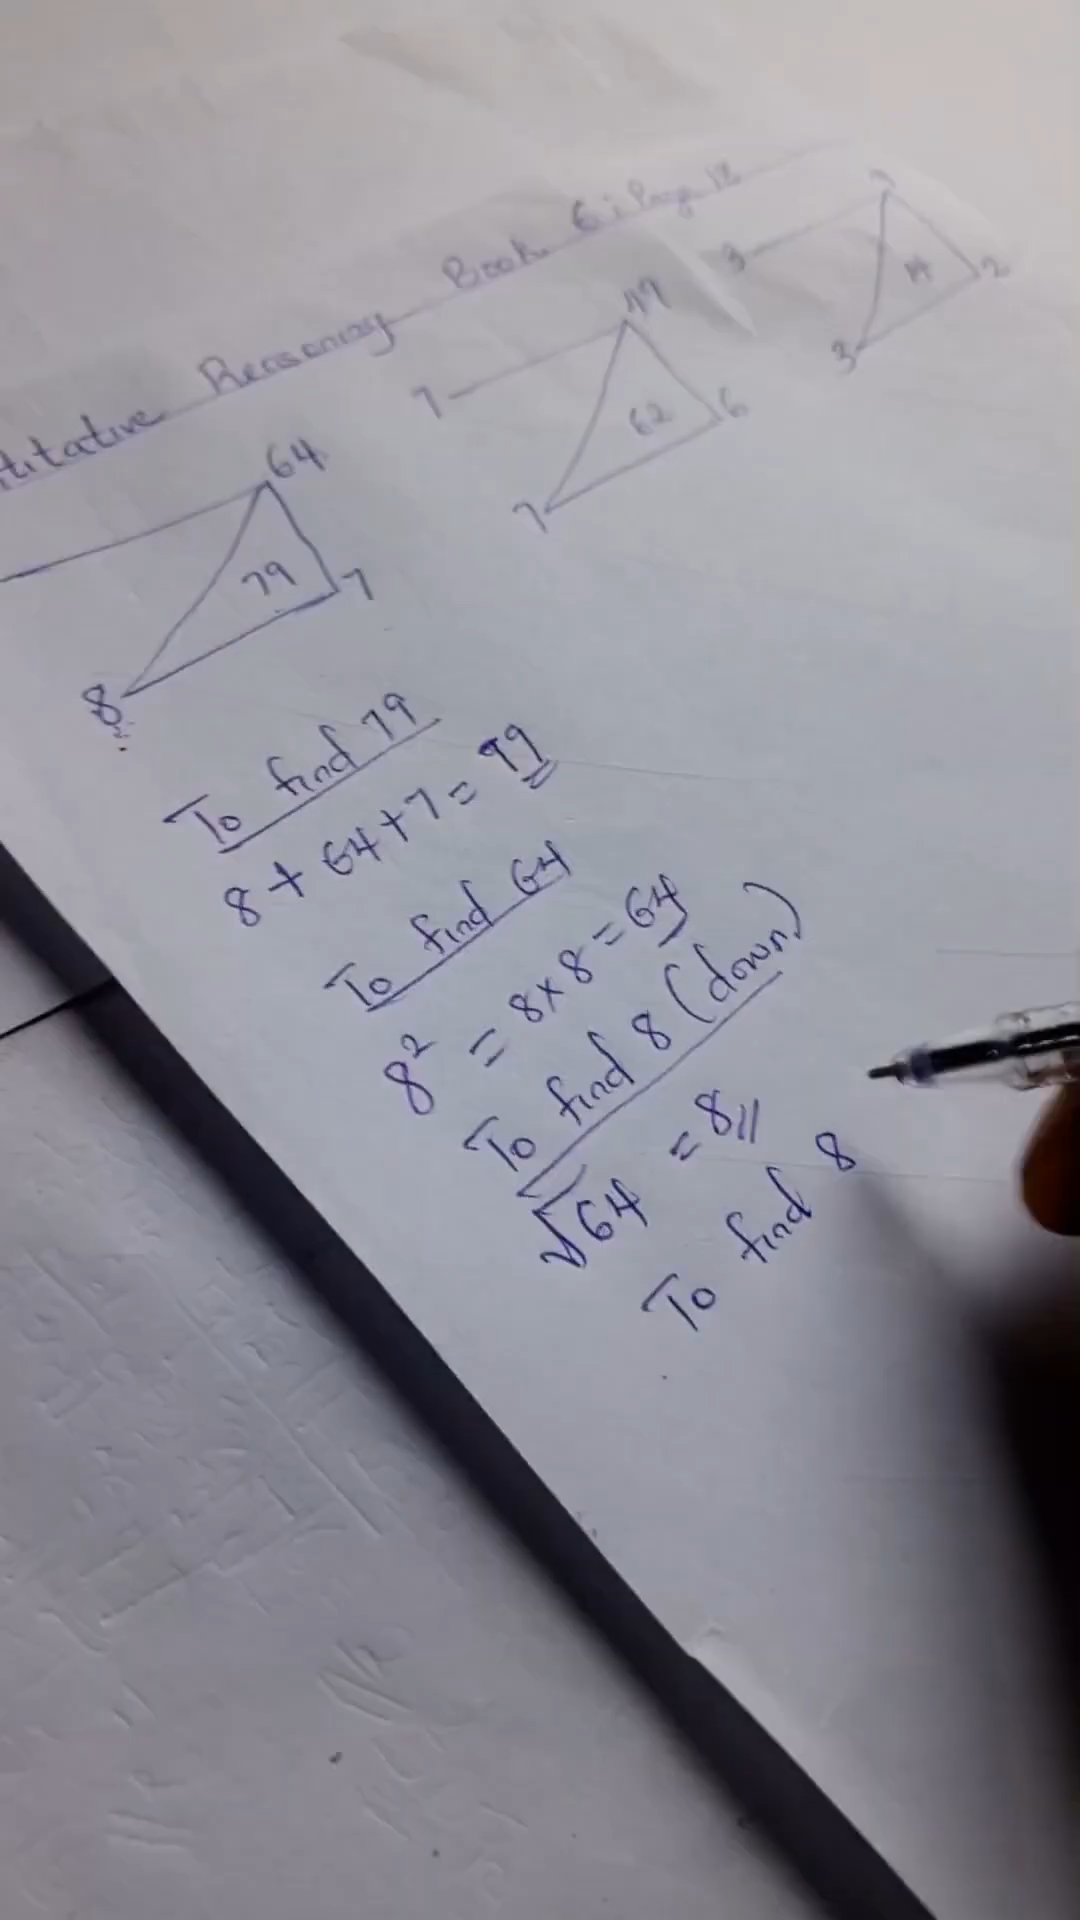 Reasoning Book 6: Page 18
64
79
7
8
7
49
62
6
7
3
9
14
2
3
To find 79
8 + 64 + 7 = 79
To find 64
8² = 8 x 8 = 64
To find 8 (down)
√64 = 8//
To find 8